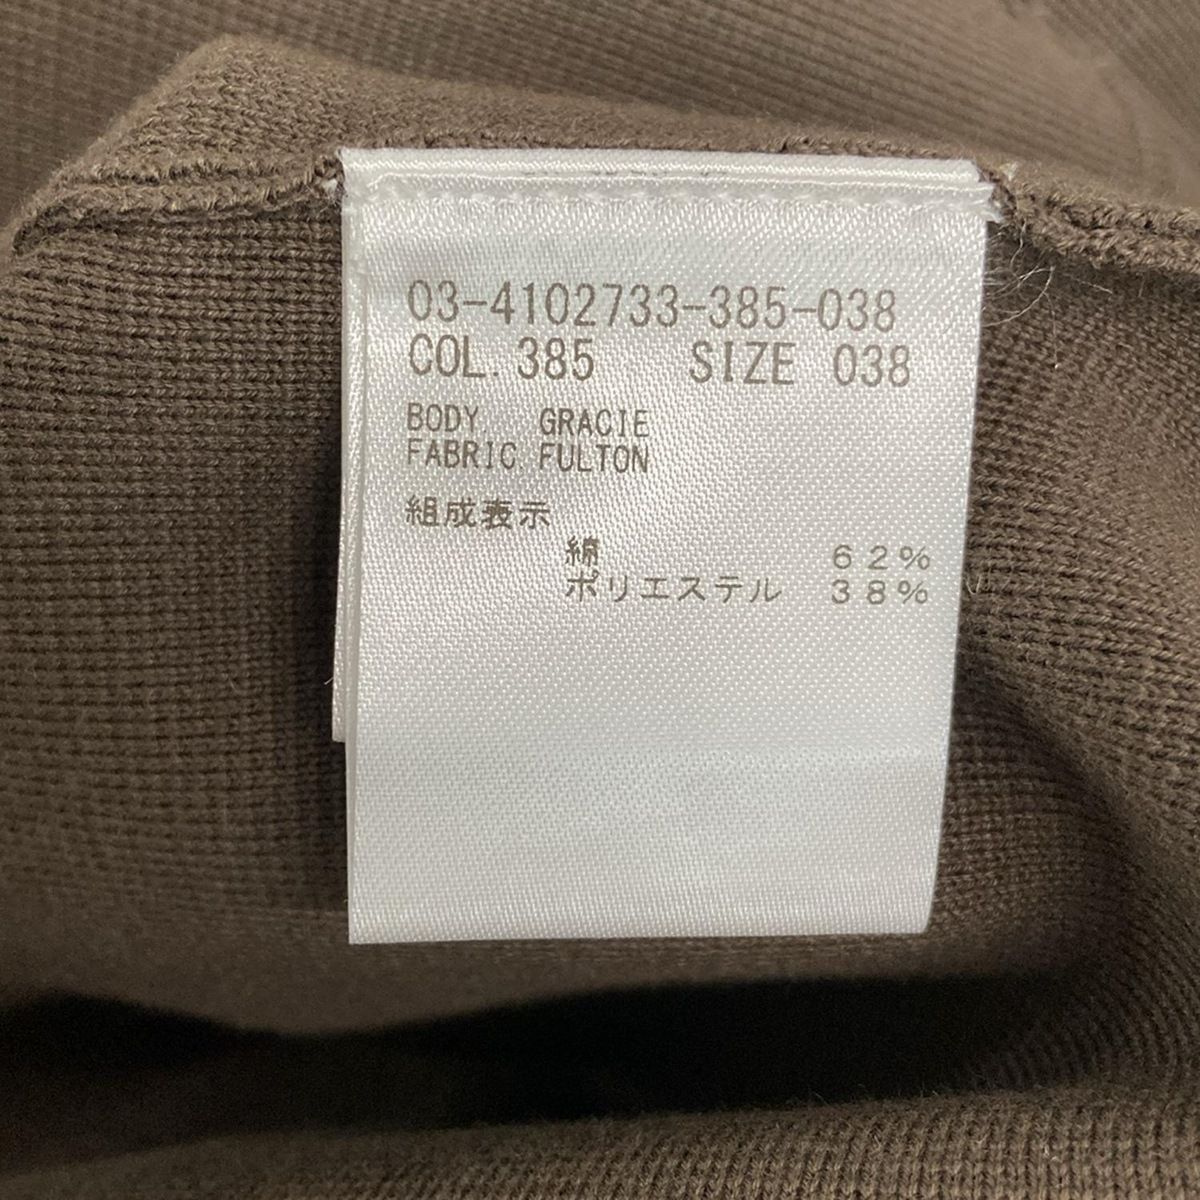 03-4102733-385-038
COL. 385 SIZE 038
BODY GRACIE
FABRIC FULTON
組成表示
綿 62%
ポリエステル 38%